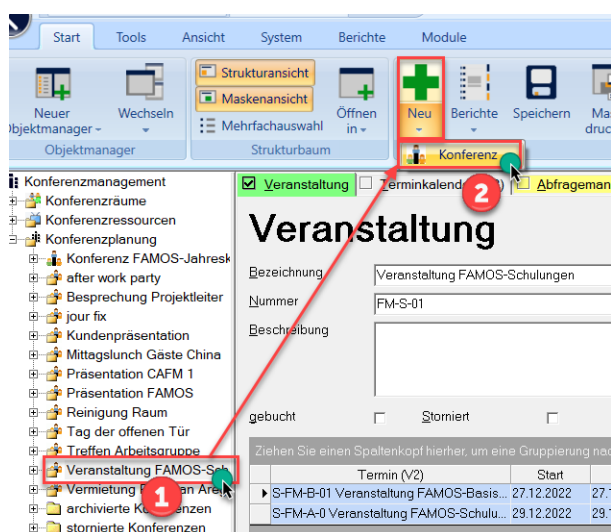 Start Tools Ansicht System Berichte Module
Neuer Wechseln
Strukturansicht
Maskenansicht
Mehrfachauswahl
Öffnen
in
Neu Berichte Speichern
Objektmanager Strukturbaum
Konferenz
Konferenzmanagement
Konferenzräume
Konferenzressourcen
Konferenzplanung
Konferenz FAMOS-Jahresk
after work party
Besprechung Projektleiter
jour fix
Kundenpräsentation
Mittagslunch Gäste China
Präsentation CAFM 1
Präsentation FAMOS
Reinigung Raum
Tag der offenen Tür
Treffen Arbeitsgruppe
Veranstaltung FAMOS-Sch
Vermietung
archivierte
stornierte Konferenzen
1
2
Veranstaltung
Veranstaltung
Bezeichnung Veranstaltung FAMOS-Schulungen
Nummer FM-S-01
Beschreibung
gebucht Storniert
Ziehen Sie einen Spaltenkopf hierher, um eine Gruppierung
Termin (V2) Start
S-FM-B-01 Veranstaltung FAMOS-Basis... 27.12.2022
S-FM-A-0 Veranstaltung FAMOS-Schulu... 29.12.2022